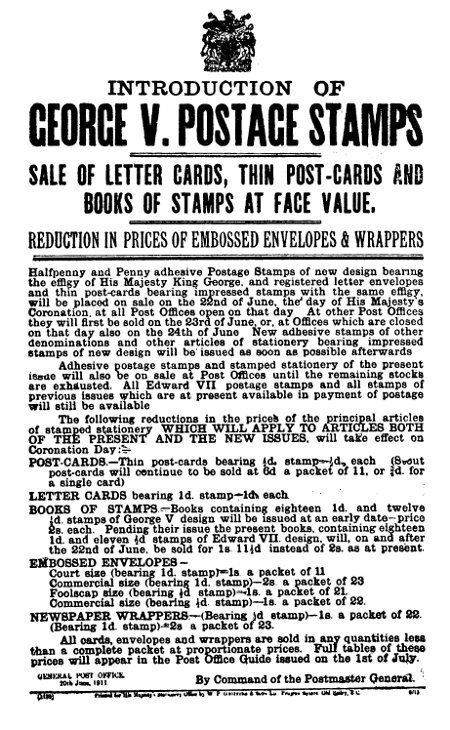 INTRODUCTION OF
GEORGE V. POSTAGE STAMPS
SALE OF LETTER CARDS, THIN POST-CARDS AND
BOOKS OF STAMPS AT FACE VALUE.
REDUCTION IN PRICES OF EMBOSSED ENVELOPES & WRAPPERS
Halfpenny and Penny adhesive Postage Stamps of new design bearing
the effigy of His Majesty King George, and registered letter envelopes
and thin post-cards bearing impressed stamps with the same effigy,
will be placed on sale on the 22nd of June, the day of His Majesty's
Coronation, at all Post Offices open on that day At other Post Offices
they will first be sold on the 23rd of June, or, at Offices which are closed
on that day also on the 24th of June New adhesive stamps of other
denominations and other articles of stationery bearing impressed
stamps of new design will be issued as soon as possible afterwards
Adhesive postage stamps and stamped stationery of the present
issue will also be on sale at Post Offices until the remaining stocks
are exhausted. All Edward VII postage stamps and all stamps of
previous issues which are at present available in payment of postage
will still be available
The following reductions in the prices of the principal articles
of stamped stationery WHICH WILL APPLY TO ARTICLES BOTH
OF THE PRESENT AND THE NEW ISSUES, will take effect on
Coronation Day:—
POST-CARDS.—Thin post-cards bearing ½d. stamp—½d., each (Stout
post-cards will continue to be sold at 6d a packet of 11, or ¾d. for
a single card)
LETTER CARDS bearing 1d. stamp—1d. each
BOOKS OF STAMPS.—Books containing eighteen 1d. and twelve
½d. stamps of George V design will be issued at an early date—price
2s. each. Pending their issue the present books, containing eighteen
1d. and eleven ½d stamps of Edward VII. design, will, on and after
the 22nd of June, be sold for 1s. 11½d instead of 2s. as at present.
EMBOSSED ENVELOPES -
Court size (bearing 1d. stamp)—1s a packet of 11
Commercial size (bearing 1d. stamp)—2s. a packet of 23
Foolscap size (bearing ½d stamp)—1s. a packet of 21.
Commercial size (bearing ½d. stamp)—1s. a packet of 22.
NEWSPAPER WRAPPERS.—(Bearing ½d stamp)—1s. a packet of 22.
(Bearing 1d. stamp)—2s a packet of 23.
All cards, envelopes and wrappers are sold in any quantities less
than a complete packet at proportionate prices. Full tables of these
prices will appear in the Post Office Guide issued on the 1st of July.
GENERAL POST OFFICE.
20th June, 1911
By Command of the Postmaster General.
Printed for His Majesty's Stationery Office by W. P.